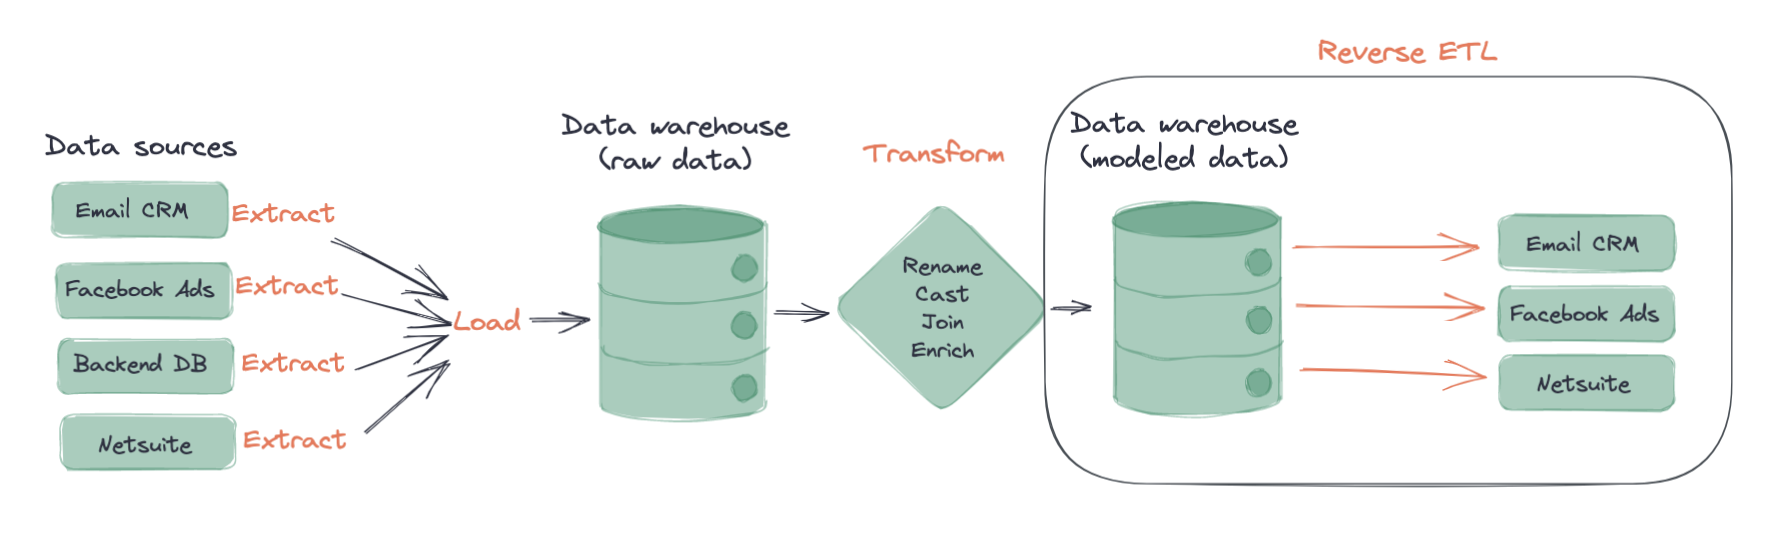 Reverse ETL
Data sources
Email CRM
Extract
Facebook Ads
Extract
Backend DB
Extract
Netsuite
Extract
Load
Data warehouse
(raw data)
Transform
Rename
Cast
Join
Enrich
Data warehouse
(modeled data)
Email CRM
Facebook Ads
Netsuite